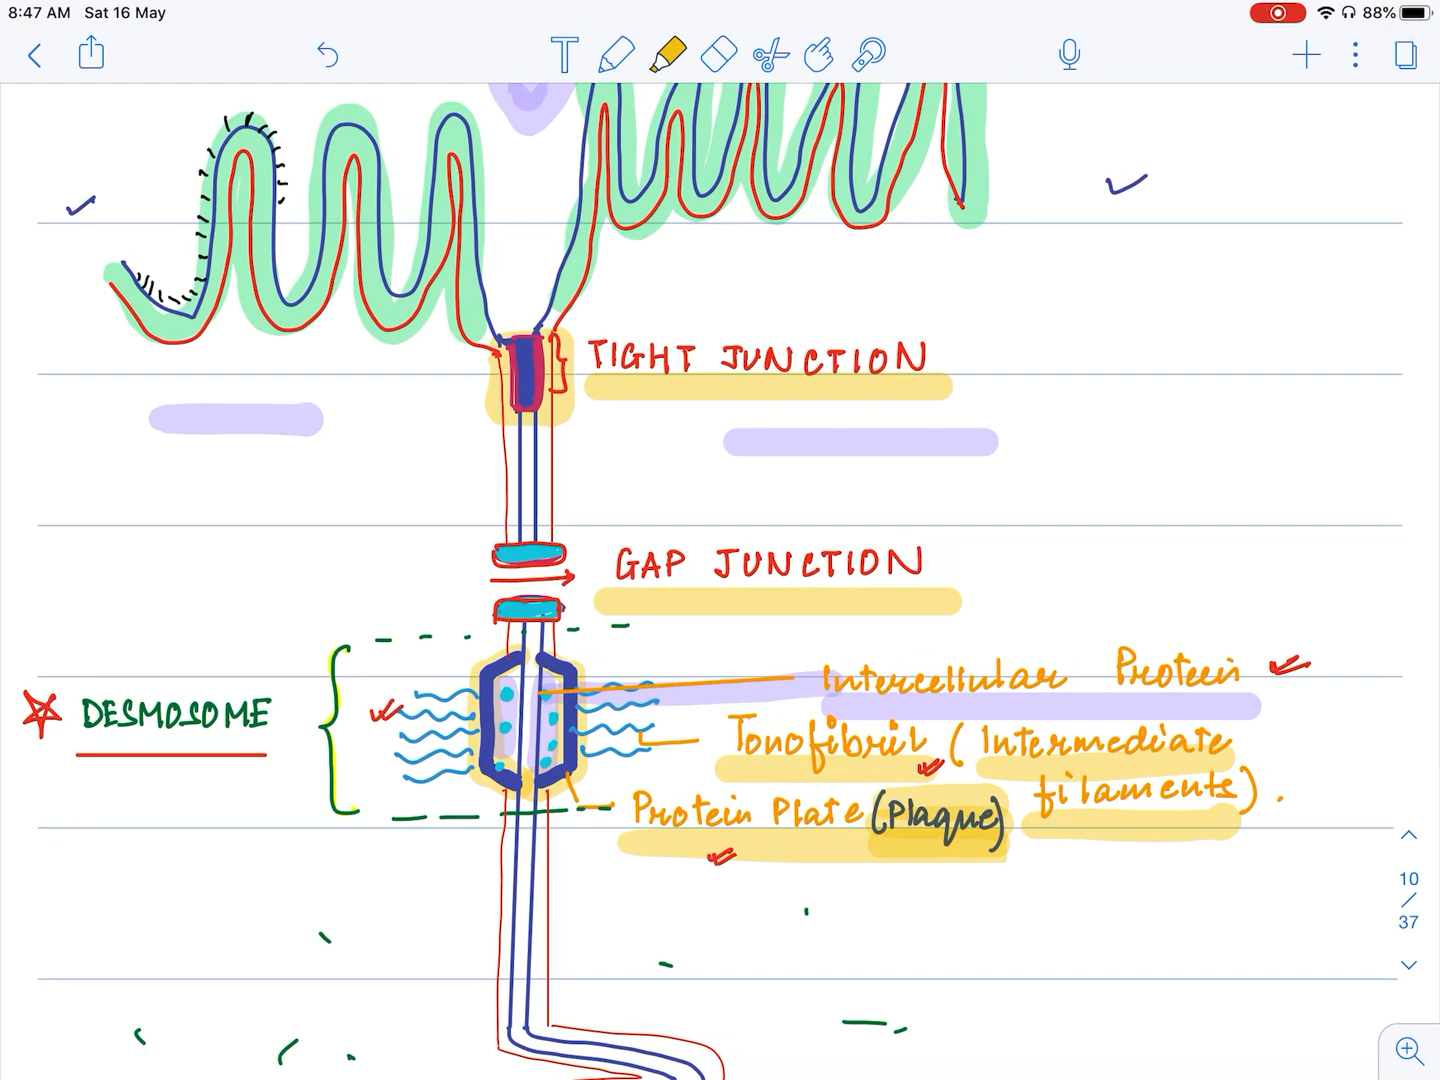 8:47 AM Sat 16 May
88%
TIGHT JUNCTION
GAP JUNCTION
Intercellular Protein
DESMOSOME
Tonofibril (Intermediate
filaments).
Protein Plate (Plaque)
10
/
37